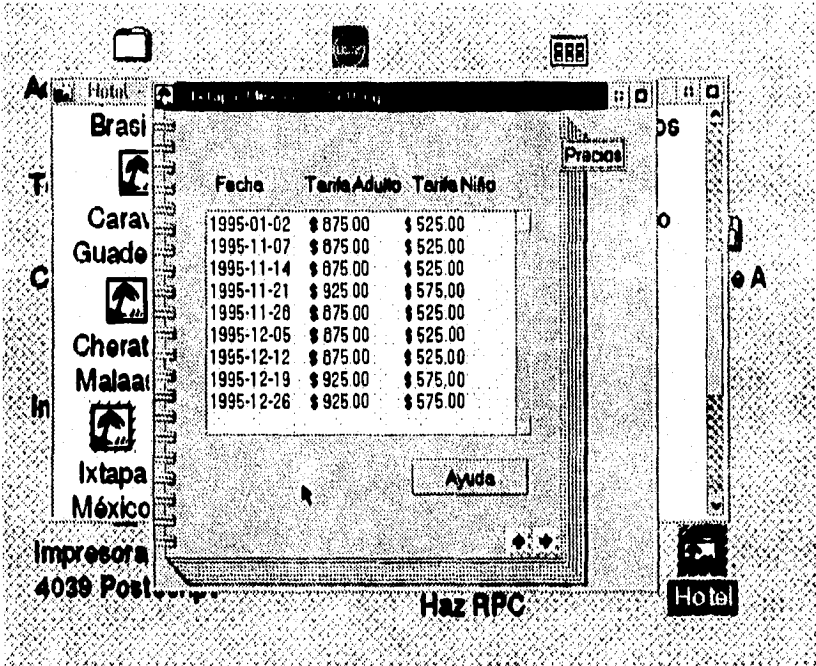 Hotel
Brasi
Carav
Guade
Cherat
Malaa
Ixtapa
México
Impresora
4039 Post
Haz RPC
Hotel
Precios
Fecha Tarifa Adulto Tarifa Niño
1995-01-02 $ 875.00 $ 525.00
1995-11-07 $ 875.00 $ 525.00
1995-11-14 $ 875.00 $ 525.00
1995-11-21 $ 925.00 $ 575.00
1995-11-28 $ 875.00 $ 525.00
1995-12-05 $ 875.00 $ 525.00
1995-12-12 $ 875.00 $ 525.00
1995-12-19 $ 925.00 $ 575.00
1995-12-26 $ 925.00 $ 575.00
Ayuda